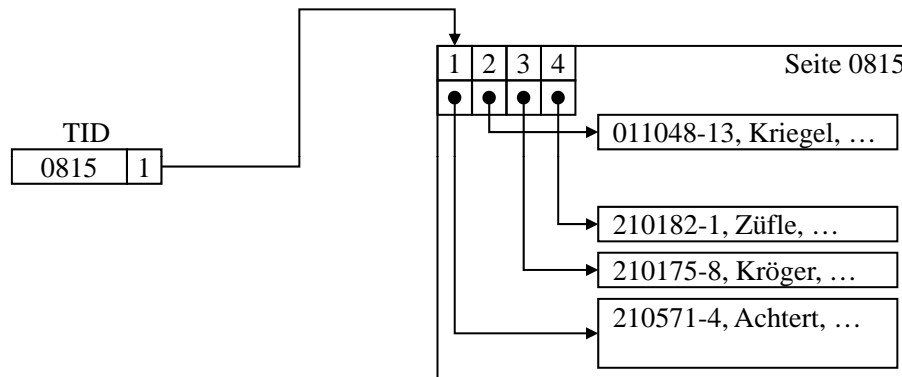 1 2 3 4
Seite 0815
TID
0815 1
011048-13, Kriegel, …
210182-1, Züfle, …
210175-8, Kröger, …
210571-4, Achtert, …